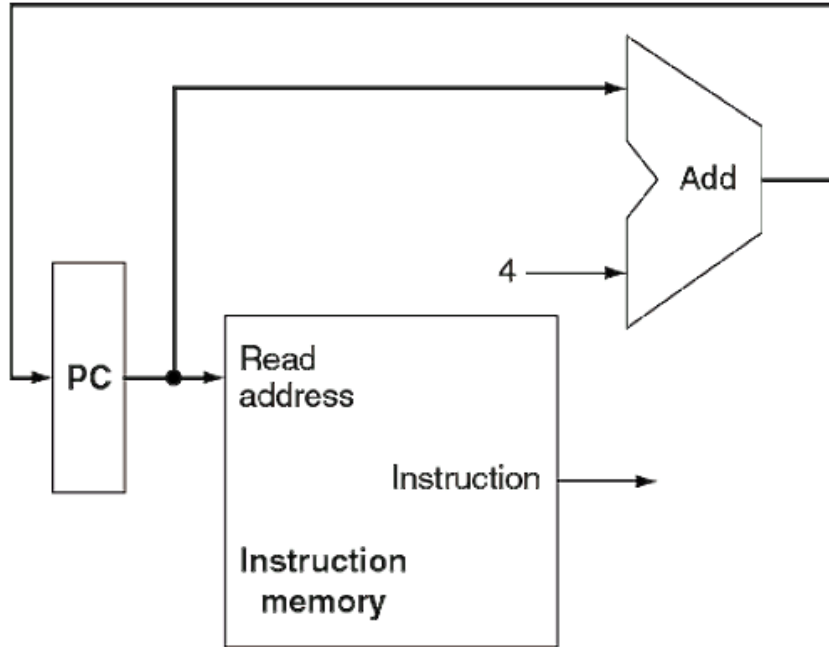 Add
4
PC
Read
address
Instruction
Instruction
memory